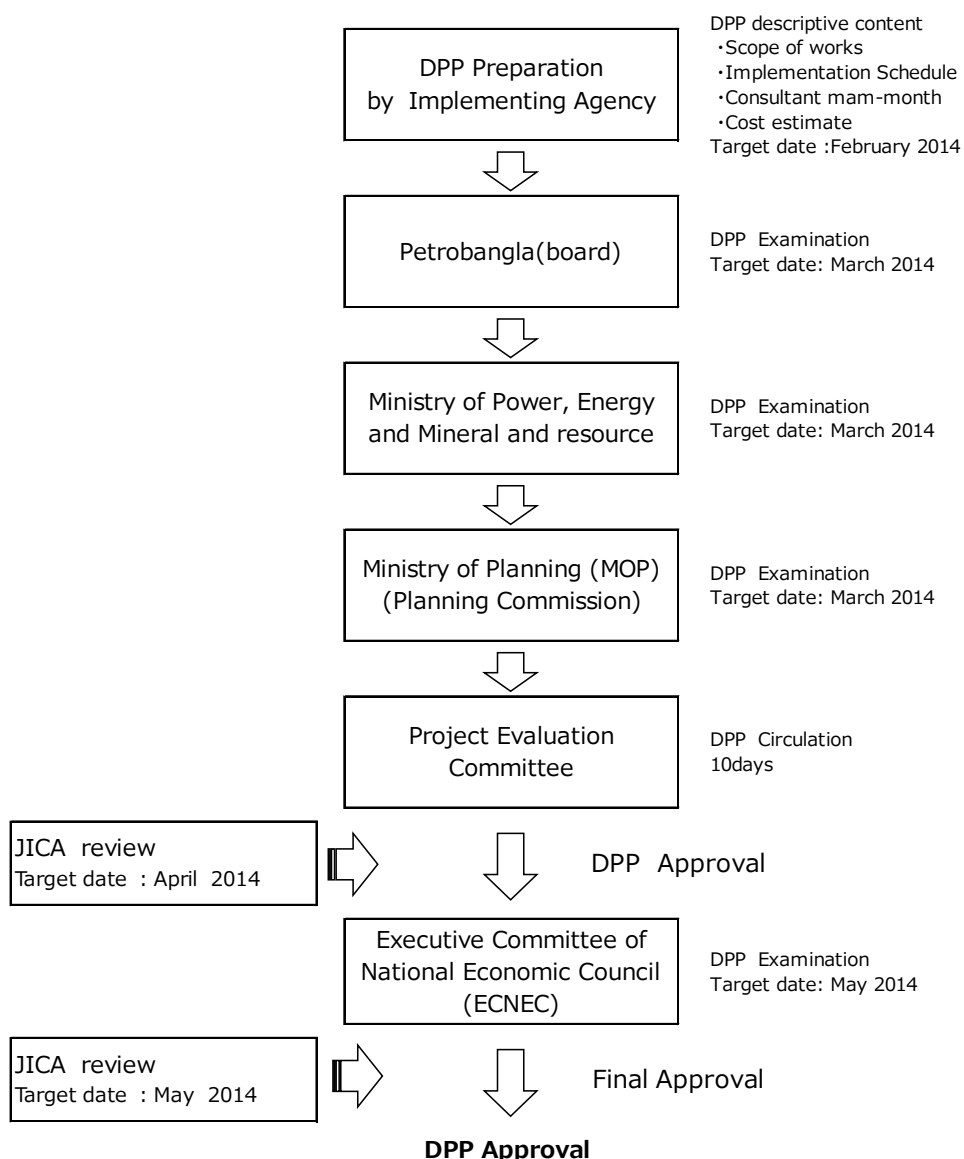 DPP Preparation
by Implementing Agency
DPP descriptive content
・Scope of works
・Implementation Schedule
・Consultant mam-month
・Cost estimate
Target date :February 2014
Petrobangla(board)
DPP Examination
Target date: March 2014
Ministry of Power, Energy
and Mineral and resource
DPP Examination
Target date: March 2014
Ministry of Planning (MOP)
(Planning Commission)
DPP Examination
Target date: March 2014
Project Evaluation
Committee
DPP Circulation
10days
JICA review
Target date : April 2014
DPP Approval
Executive Committee of
National Economic Council
(ECNEC)
DPP Examination
Target date: May 2014
JICA review
Target date : May 2014
Final Approval
DPP Approval